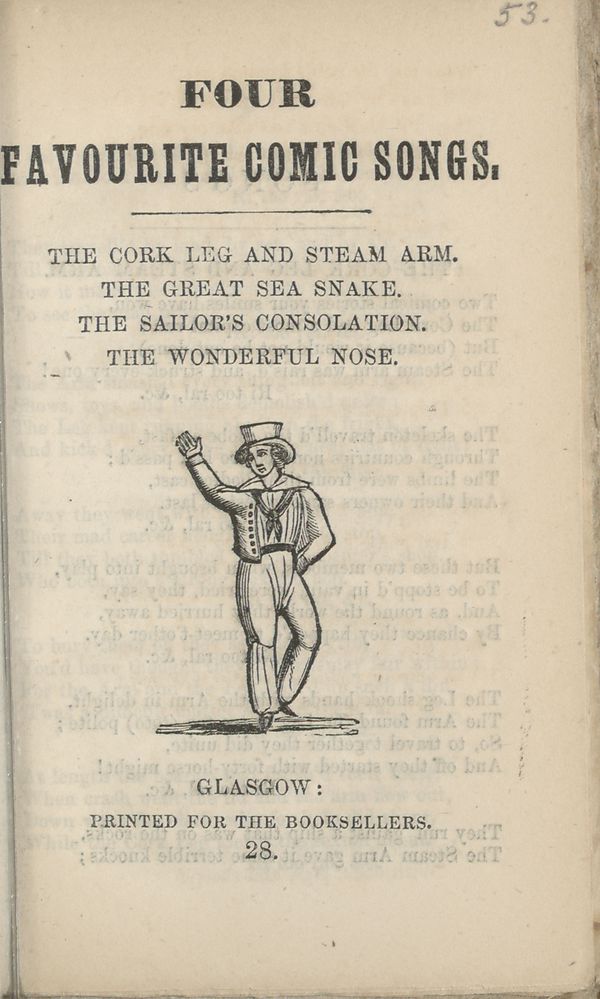 53.
FOUR
FAVOURITE COMIC SONGS.
THE CORK LEG AND STEAM ARM.
THE GREAT SEA SNAKE.
THE SAILOR'S CONSOLATION.
THE WONDERFUL NOSE.
GLASGOW:
PRINTED FOR THE BOOKSELLERS.
28.